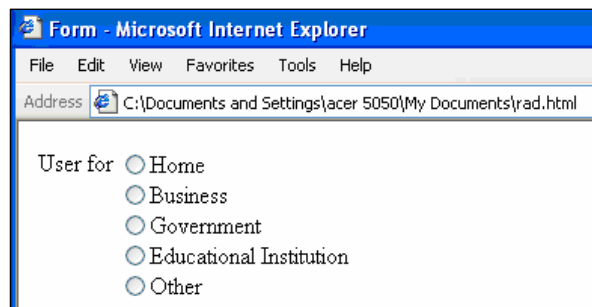 Form - Microsoft Internet Explorer
File Edit View Favorites Tools Help
Address C:\Documents and Settings\acer 5050\My Documents\rad.html
User for Home
Business
Government
Educational Institution
Other